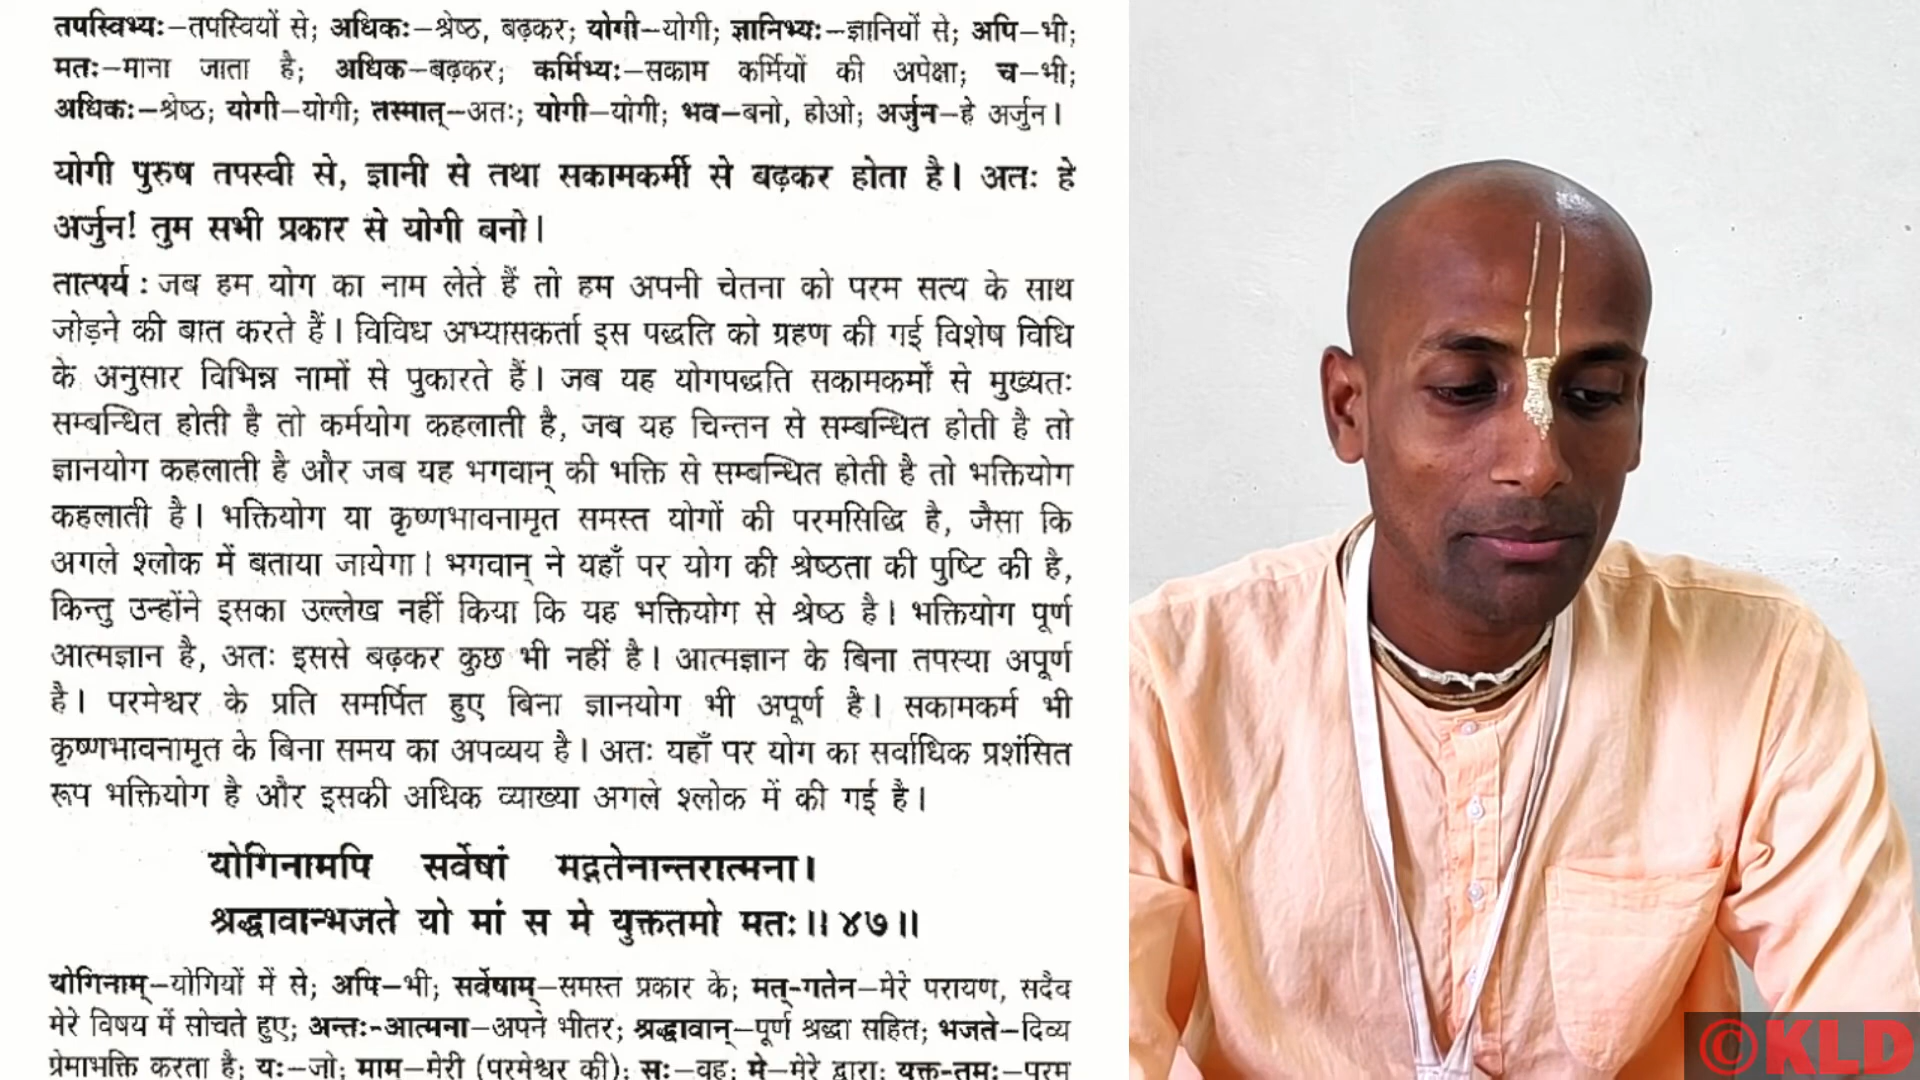 तपस्विभ्यः–तपस्वियों से; अधिकः–श्रेष्ठ, बढ़कर; योगी–योगी; ज्ञानिभ्यः–ज्ञानियों से; अपि–भी;
मतः–माना जाता है; अधिक–बढ़कर; कर्मिभ्यः–सकाम कर्मियों की अपेक्षा; च–भी;
अधिकः–श्रेष्ठ; योगी–योगी; तस्मात्–अतः; योगी–योगी; भव–बनो, होओ; अर्जुन–हे अर्जुन।
योगी पुरुष तपस्वी से, ज्ञानी से तथा सकामकर्मी से बढ़कर होता है। अतः हे
अर्जुन! तुम सभी प्रकार से योगी बनो।
तात्पर्य : जब हम योग का नाम लेते हैं तो हम अपनी चेतना को परम सत्य के साथ
जोड़ने की बात करते हैं। विविध अभ्यासकर्ता इस पद्धति को ग्रहण की गई विशेष विधि
के अनुसार विभिन्न नामों से पुकारते हैं। जब यह योगपद्धति सकामकर्मों से मुख्यतः
सम्बन्धित होती है तो कर्मयोग कहलाती है, जब यह चिन्तन से सम्बन्धित होती है तो
ज्ञानयोग कहलाती है और जब यह भगवान् की भक्ति से सम्बन्धित होती है तो भक्तियोग
कहलाती है। भक्तियोग या कृष्णभावनामृत समस्त योगों की परमसिद्धि है, जैसा कि
अगले श्लोक में बताया जायेगा। भगवान् ने यहाँ पर योग की श्रेष्ठता की पुष्टि की है,
किन्तु उन्होंने इसका उल्लेख नहीं किया कि यह भक्तियोग से श्रेष्ठ है। भक्तियोग पूर्ण
आत्मज्ञान है, अतः इससे बढ़कर कुछ भी नहीं है। आत्मज्ञान के बिना तपस्या अपूर्ण
है। परमेश्वर के प्रति समर्पित हुए बिना ज्ञानयोग भी अपूर्ण है। सकामकर्म भी
कृष्णभावनामृत के बिना समय का अपव्यय है। अतः यहाँ पर योग का सर्वाधिक प्रशंसित
रूप भक्तियोग है और इसकी अधिक व्याख्या अगले श्लोक में की गई है।
योगिनामपि सर्वेषां मद्गतेनान्तरात्मना।
श्रद्धावान्भजते यो मां स मे युक्ततमो मतः॥ ४७॥
योगिनाम्–योगियों में से; अपि–भी; सर्वेषाम्–समस्त प्रकार के; मत्-गतेन–मेरे परायण, सदैव
मेरे विषय में सोचते हुए; अन्तः-आत्मना–अपने भीतर; श्रद्धावान्–पूर्ण श्रद्धा सहित; भजते–दिव्य
प्रेमाभक्ति करता है; यः–जो; माम्–मेरी (परमेश्वर की); सः–वह; मे–मेरे द्वारा; युक्त-तमः–परम
©KLD